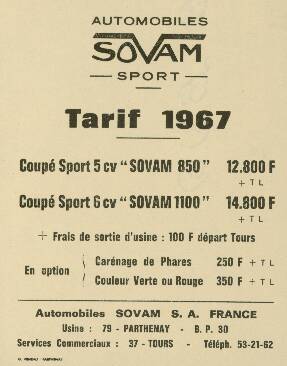 AUTOMOBILES
SOVAM
SPORT
Tarif 1967
Coupé Sport 5 cv "SOVAM 850" 12.800 F
+ T L
Coupé Sport 6 cv "SOVAM 1100" 14.800 F
+ T L
+ Frais de sortie d'usine : 100 F départ Tours
En option
Carénage de Phares 250 F + T L
Couleur Verte ou Rouge 350 F + T L
Automobiles SOVAM S. A. FRANCE
Usine : 79 - PARTHENAY - B. P. 30
Services Commerciaux : 37 - TOURS - Téléph. 53-21-62
PARTHENAY